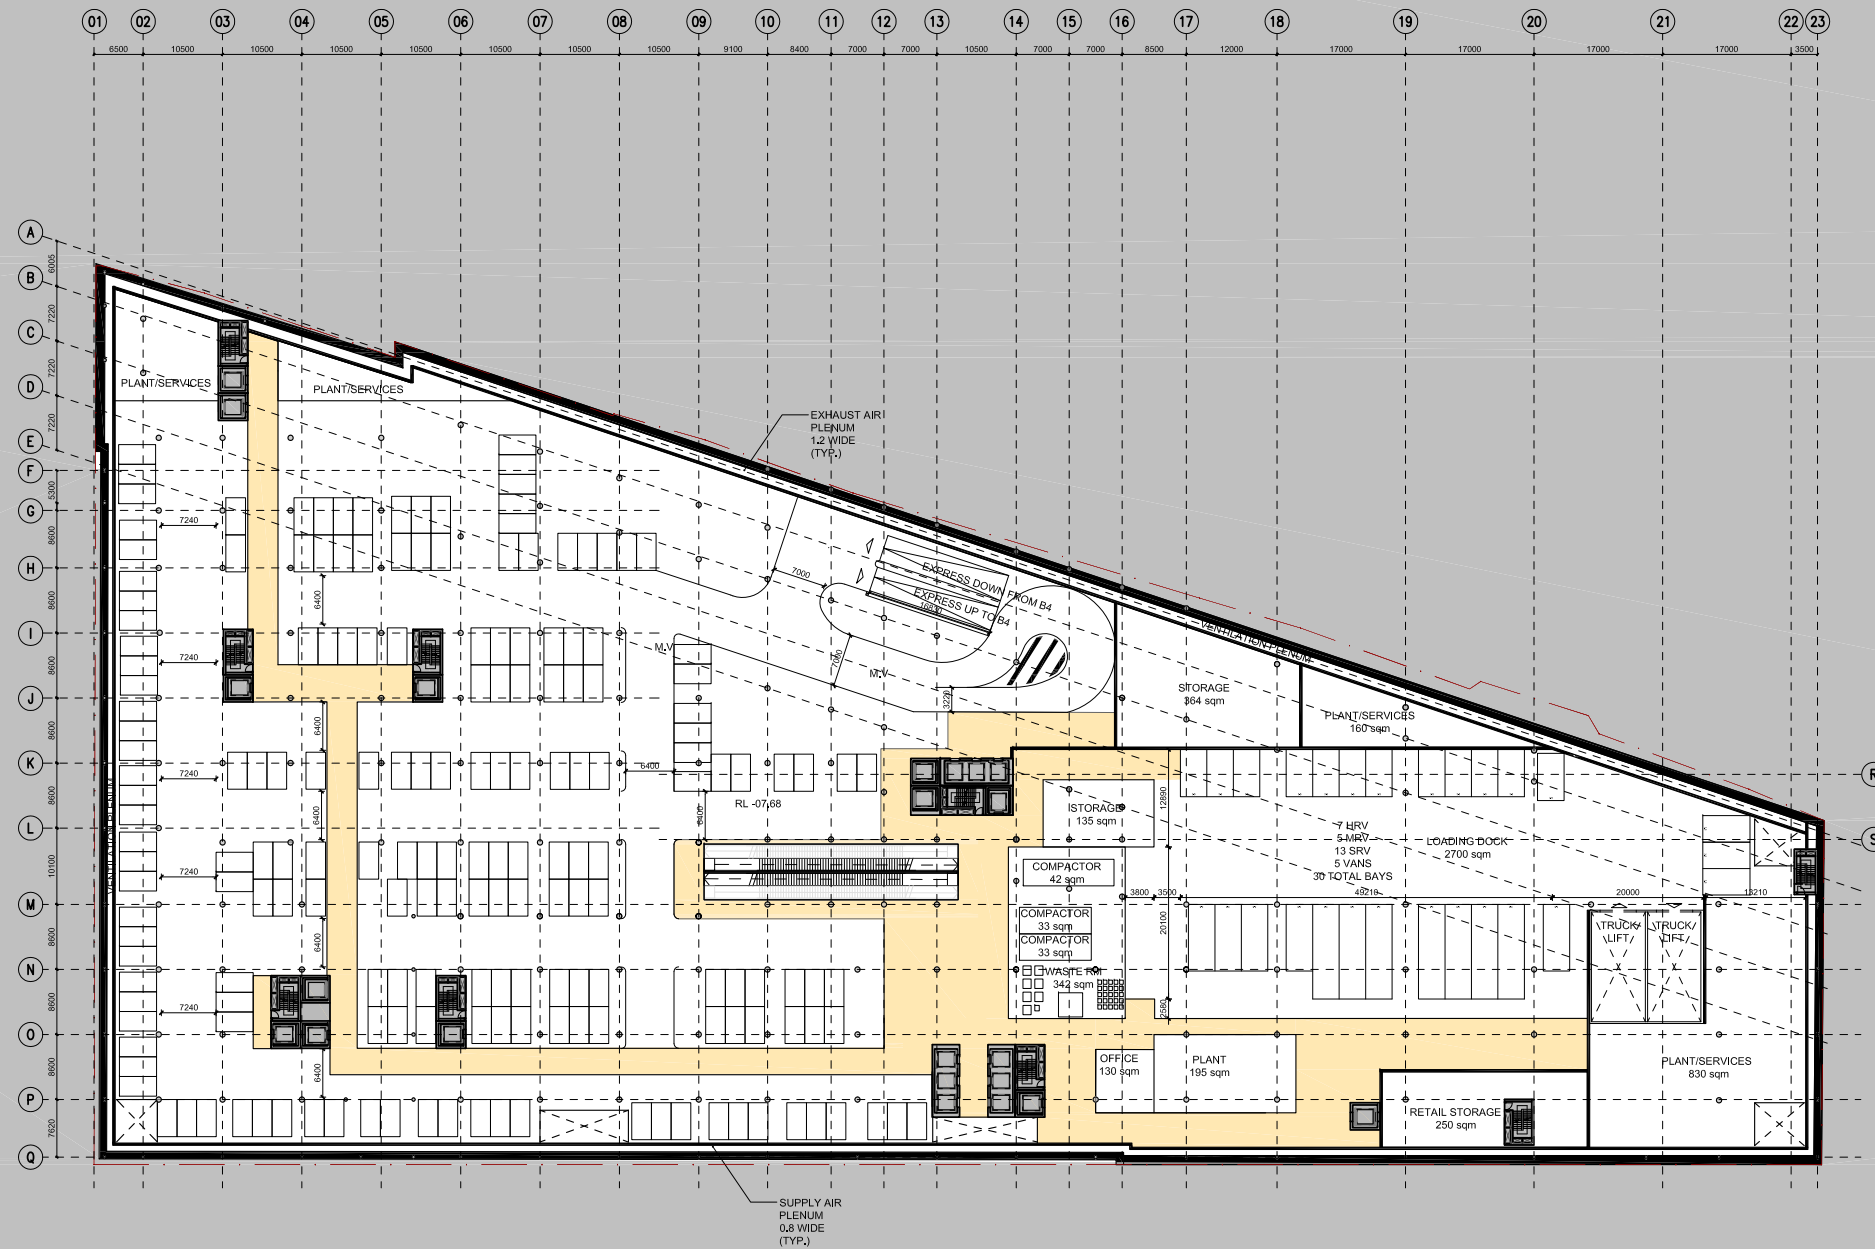 01 02 03 04 05 06 07 08 09 10 11 12 13 14 15 16 17 18 19 20 21 22 23
6500 10500 10500 10500 10500 10500 10500 10500 9100 8400 7000 7000 10500 7000 7000 8500 12000 17000 17000 17000 17000 3500
A
6005
B
7220
C
7220
D
7220
E
F
5300
G
8600
H
8600
I
8600
J
8600
K
8600
L
10100
M
8600
N
8600
O
8600
P
7620
Q
R
S
PLANT/SERVICES
PLANT/SERVICES
EXHAUST AIR
PLENUM
1.2 WIDE
(TYP.)
7240
7240
7240
7240
7240
6400
6400
6400
6400
6400
6400
6400
7000
7000
3220
EXPRESS DOWN FROM B4
EXPRESS UP TO B4
M.V
M.V
VENTILATION PLENUM
VENTILATION PLENUM
STORAGE
364 sqm
PLANT/SERVICES
160 sqm
RL -07.68
STORAGE
135 sqm
12890
7 HRV
5 MRV
13 SRV
5 VANS
30 TOTAL BAYS
LOADING DOCK
2700 sqm
COMPACTOR
42 sqm
3800 3500 49210 20000 13210
COMPACTOR
33 sqm
COMPACTOR
33 sqm
20100
TRUCK
LIFT
TRUCK
LIFT
WASTE RM
342 sqm
2580
OFFICE
130 sqm
PLANT
195 sqm
PLANT/SERVICES
830 sqm
RETAIL STORAGE
250 sqm
SUPPLY AIR
PLENUM
0.8 WIDE
(TYP.)